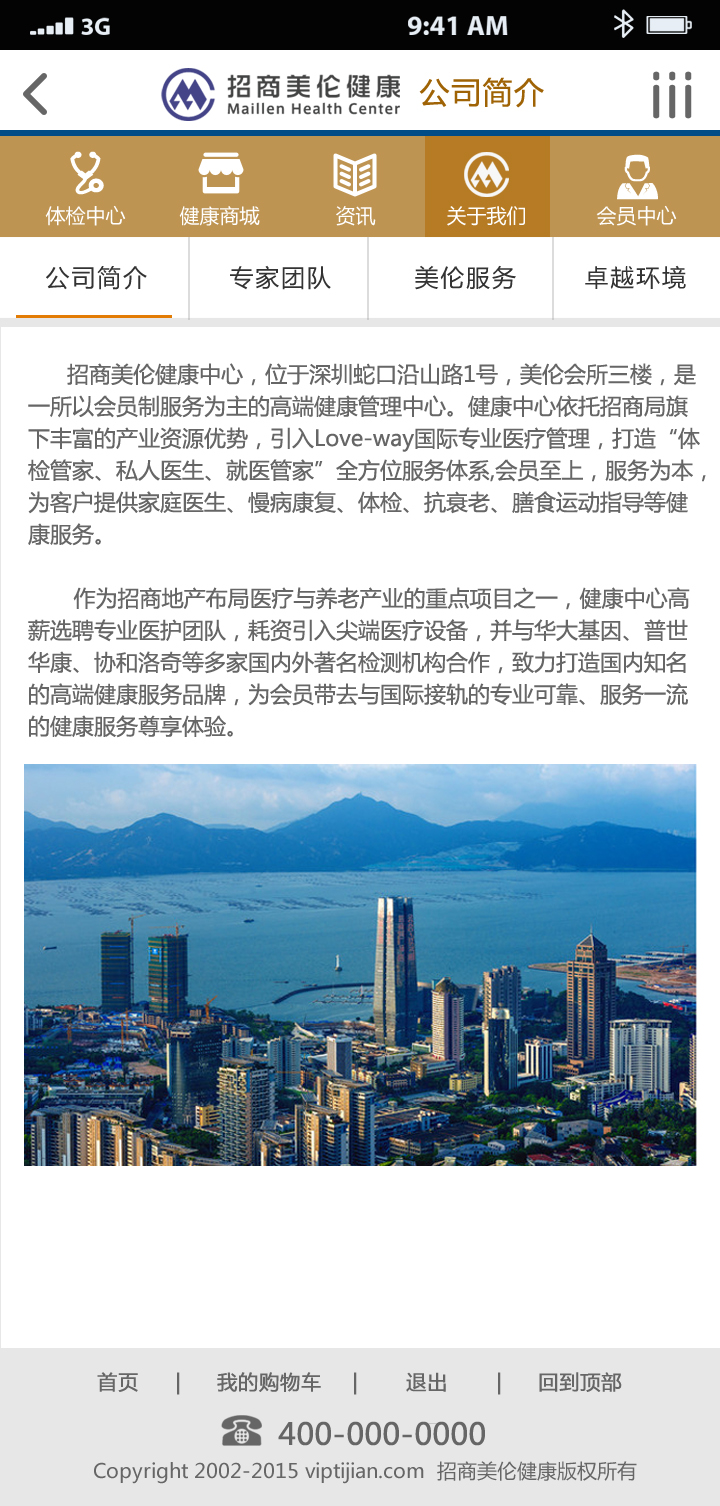 3G 9:41 AM
招商美伦健康 公司简介
Maillen Health Center
体检中心 健康商城 资讯 关于我们 会员中心
公司简介 专家团队 美伦服务 卓越环境
招商美伦健康中心，位于深圳蛇口沿山路1号，美伦会所三楼，是
一所以会员制服务为主的高端健康管理中心。健康中心依托招商局旗
下丰富的产业资源优势，引入Love-way国际专业医疗管理，打造“体
检管家、私人医生、就医管家”全方位服务体系,会员至上，服务为本，
为客户提供家庭医生、慢病康复、体检、抗衰老、膳食运动指导等健
康服务。
作为招商地产布局医疗与养老产业的重点项目之一，健康中心高
薪选聘专业医护团队，耗资引入尖端医疗设备，并与华大基因、普世
华康、协和洛奇等多家国内外著名检测机构合作，致力打造国内知名
的高端健康服务品牌，为会员带去与国际接轨的专业可靠、服务一流
的健康服务尊享体验。
首页 | 我的购物车 | 退出 | 回到顶部
400-000-0000
Copyright 2002-2015 viptijian.com 招商美伦健康版权所有